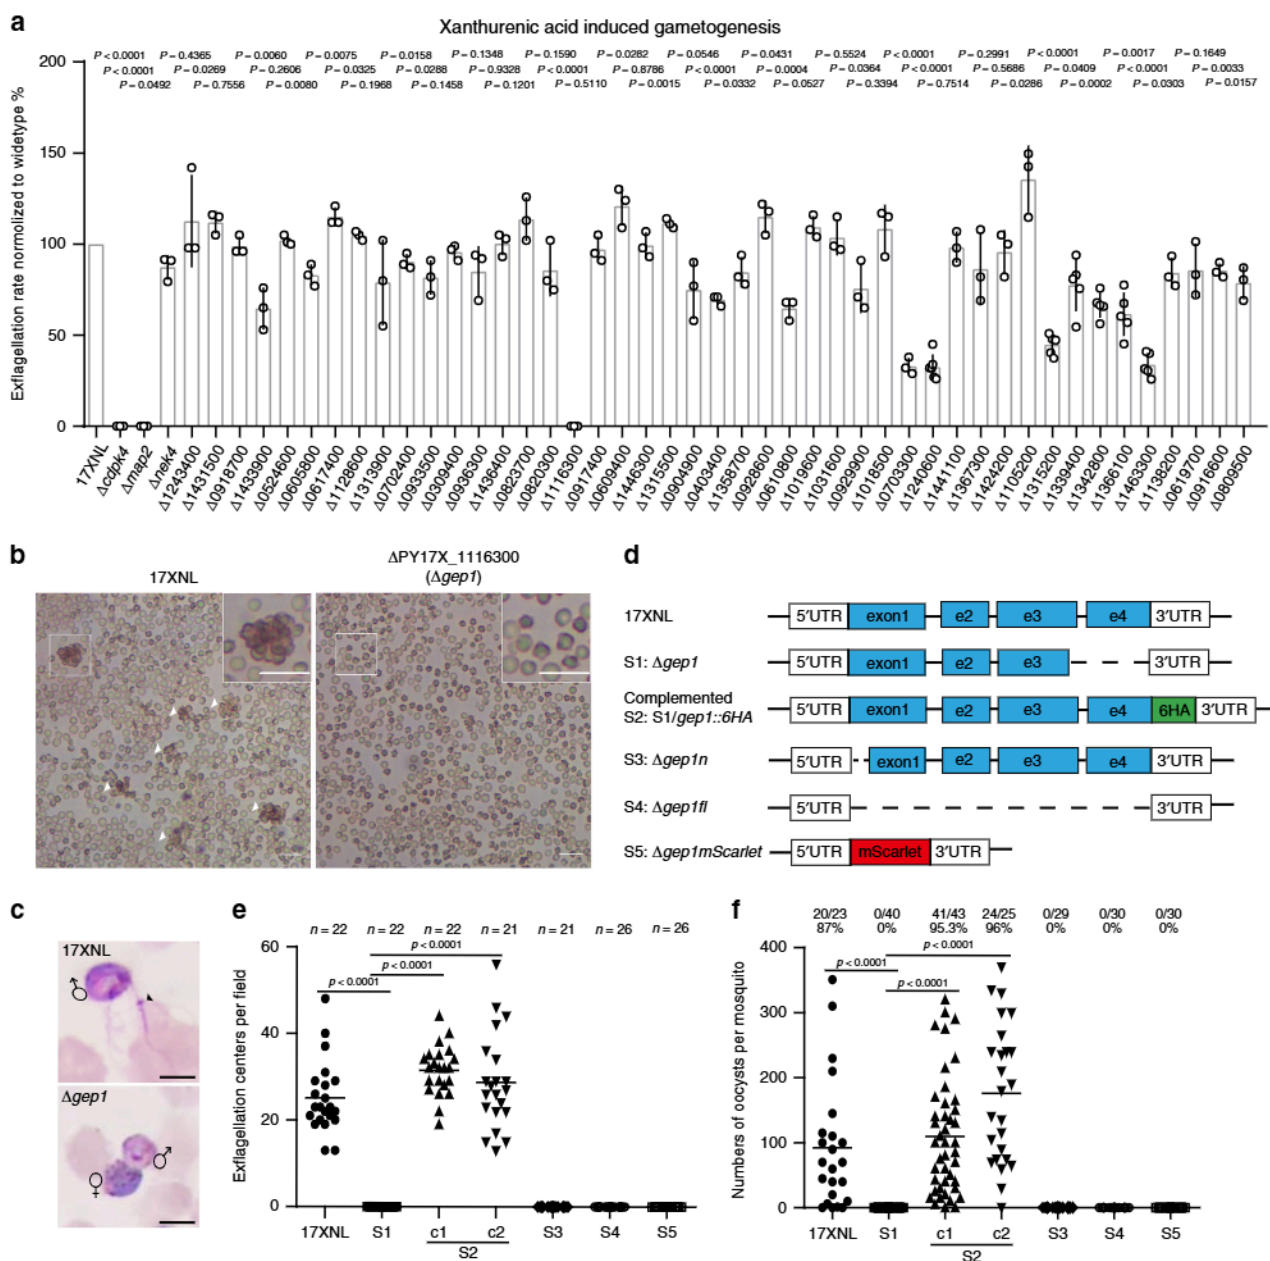 a
Xanthurenic acid induced gametogenesis
P < 0.0001 P – 0.4365 P – 0.0060 P – 0.0075 P – 0.0158 P – 0.1348 P – 0.1590 P – 0.0282 P – 0.0546 P – 0.0431 P – 0.5524 P < 0.0001 P – 0.2991 P < 0.0001 P – 0.0017 P – 0.1649
P < 0.0001 P – 0.0269 P – 0.2606 P – 0.0325 P – 0.0288 P – 0.9328 P < 0.0001 P – 0.8786 P < 0.0001 P – 0.0004 P – 0.0364 P < 0.0001 P – 0.5686 P – 0.0409 P < 0.0001 P – 0.0033
P – 0.0492 P – 0.7556 P – 0.0080 P – 0.1968 P – 0.1458 P – 0.1201 P – 0.5110 P – 0.0015 P – 0.0332 P – 0.0527 P – 0.3394 P – 0.7514 P – 0.0286 P – 0.0002 P – 0.0303 P – 0.0157
Exflagellation rate normolized to widetype %
200
150
100
50
0
17XNL Δcdpk4 Δmap2 Δnek4 Δ1243400 Δ1431500 Δ0918700 Δ1433900 Δ0524600 Δ0605800 Δ0617400 Δ1128600 Δ1313900 Δ0702400 Δ0933500 Δ0309400 Δ0936300 Δ1436400 Δ0823700 Δ0820300 Δ1116300 Δ0917400 Δ0609400 Δ1446300 Δ1315500 Δ0904900 Δ0403400 Δ1358700 Δ0928600 Δ0610800 Δ1019600 Δ1031600 Δ0929900 Δ1018500 Δ0703300 Δ1240600 Δ1441100 Δ1367300 Δ1424200 Δ1105200 Δ1315200 Δ1339400 Δ1342800 Δ1366100 Δ1463300 Δ1138200 Δ0619700 Δ0916600 Δ0809500
b
17XNL
ΔPY17X_1116300
(Δgep1)
c
17XNL
♂
Δgep1
♀ ♂
d
17XNL 5′UTR exon1 e2 e3 e4 3′UTR
S1: Δgep1 5′UTR exon1 e2 e3 3′UTR
Complemented
S2: S1/gep1::6HA 5′UTR exon1 e2 e3 e4 6HA 3′UTR
S3: Δgep1n 5′UTR exon1 e2 e3 e4 3′UTR
S4: Δgep1fl 5′UTR 3′UTR
S5: Δgep1mScarlet 5′UTR mScarlet 3′UTR
e
n = 22 n = 22 n = 22 n = 21 n = 21 n = 26 n = 26
p < 0.0001
p < 0.0001
p < 0.0001
Exflagellation centers per field
60
40
20
0
17XNL S1 c1 c2 S3 S4 S5
S2
f
20/23 0/40 41/43 24/25 0/29 0/30 0/30
87% 0% 95.3% 96% 0% 0% 0%
p < 0.0001
p < 0.0001
p < 0.0001
Numbers of oocysts per mosquito
400
300
200
100
0
17XNL S1 c1 c2 S3 S4 S5
S2